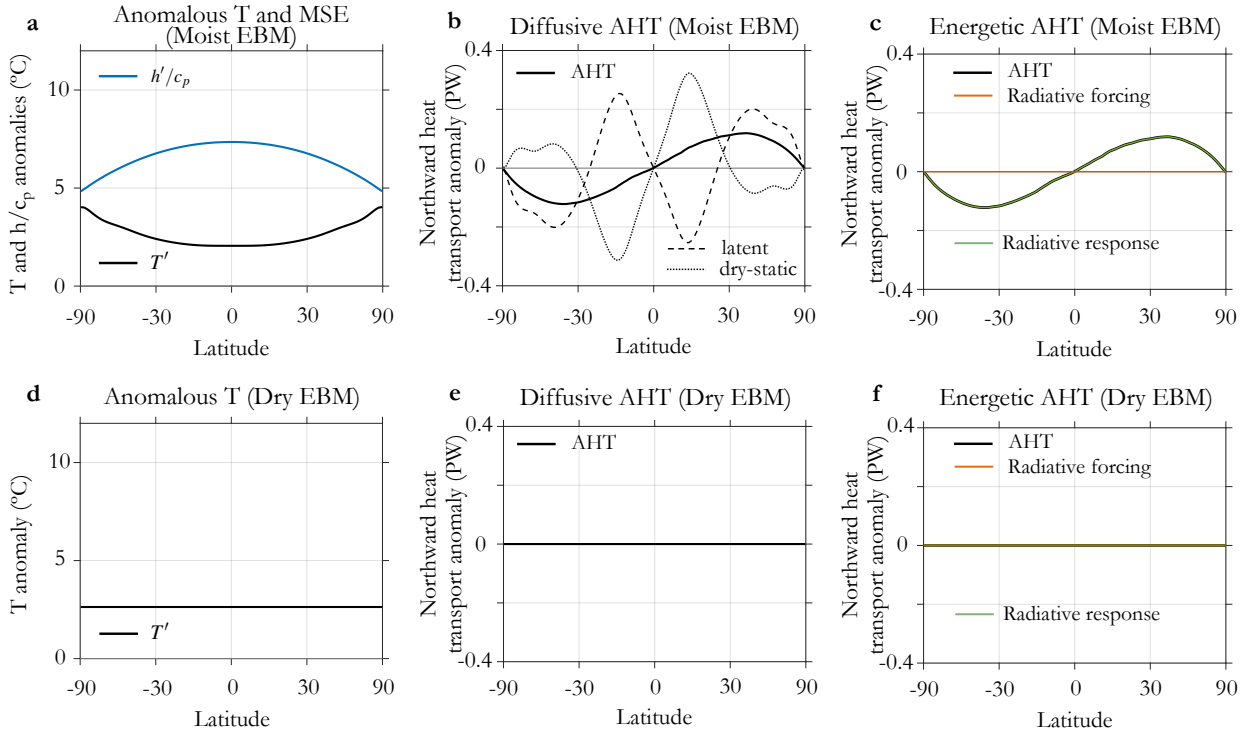 a
Anomalous T and MSE
(Moist EBM)
T and h/cp anomalies (ºC)
10
5
0
h′/cp
T′
-90
-30
0
30
90
Latitude
b
Diffusive AHT (Moist EBM)
Northward heat
transport anomaly (PW)
0.4
0
-0.4
AHT
latent
dry-static
-90
-30
0
30
90
Latitude
c
Energetic AHT (Moist EBM)
Northward heat
transport anomaly (PW)
0.4
0
-0.4
AHT
Radiative forcing
Radiative response
-90
-30
0
30
90
Latitude
d
Anomalous T (Dry EBM)
T anomaly (ºC)
10
5
0
T′
-90
-30
0
30
90
Latitude
e
Diffusive AHT (Dry EBM)
Northward heat
transport anomaly (PW)
0.4
0
-0.4
AHT
-90
-30
0
30
90
Latitude
f
Energetic AHT (Dry EBM)
Northward heat
transport anomaly (PW)
0.4
0
-0.4
AHT
Radiative forcing
Radiative response
-90
-30
0
30
90
Latitude